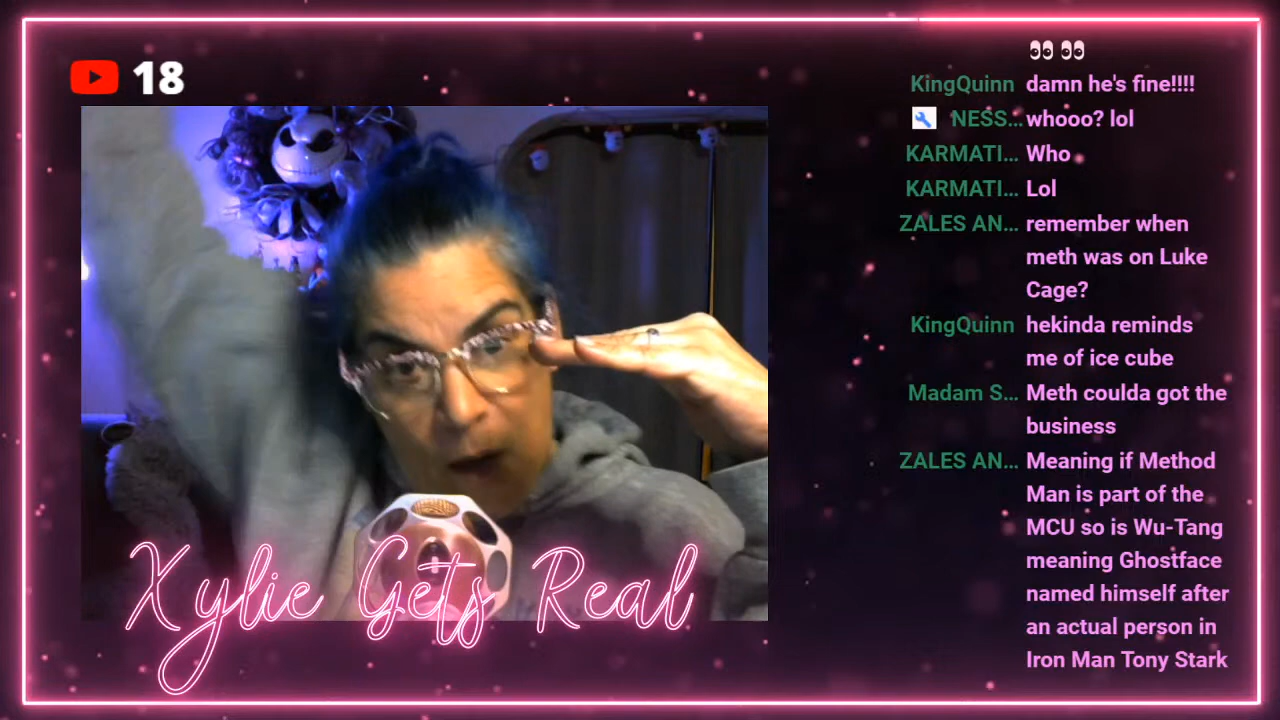 18
KingQuinn damn he's fine!!!!
NESS... whooo? lol
KARMATI... Who
KARMATI... Lol
ZALES AN... remember when
meth was on Luke
Cage?
KingQuinn hekinda reminds
me of ice cube
Madam S... Meth coulda got the
business
ZALES AN... Meaning if Method
Man is part of the
MCU so is Wu-Tang
meaning Ghostface
named himself after
an actual person in
Iron Man Tony Stark
Xylie Gets Real